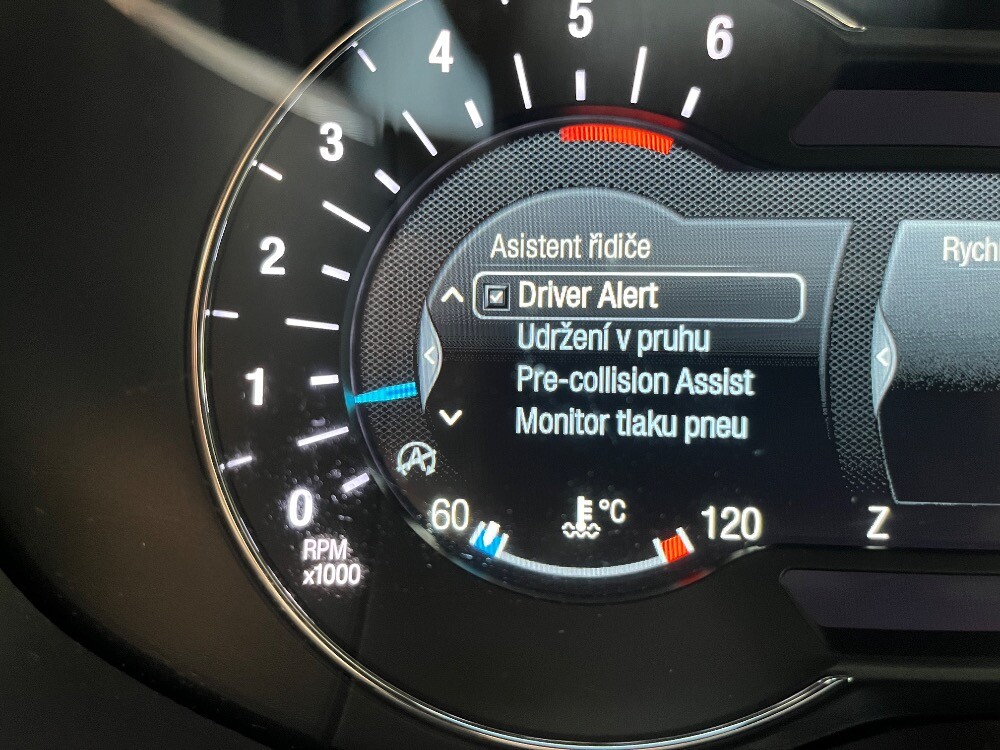 5
6
4
3
2
1
0
RPM
x1000
Asistent řidiče
Driver Alert
Udržení v pruhu
Pre-collision Assist
Monitor tlaku pneu
A
60
°C
120
Z